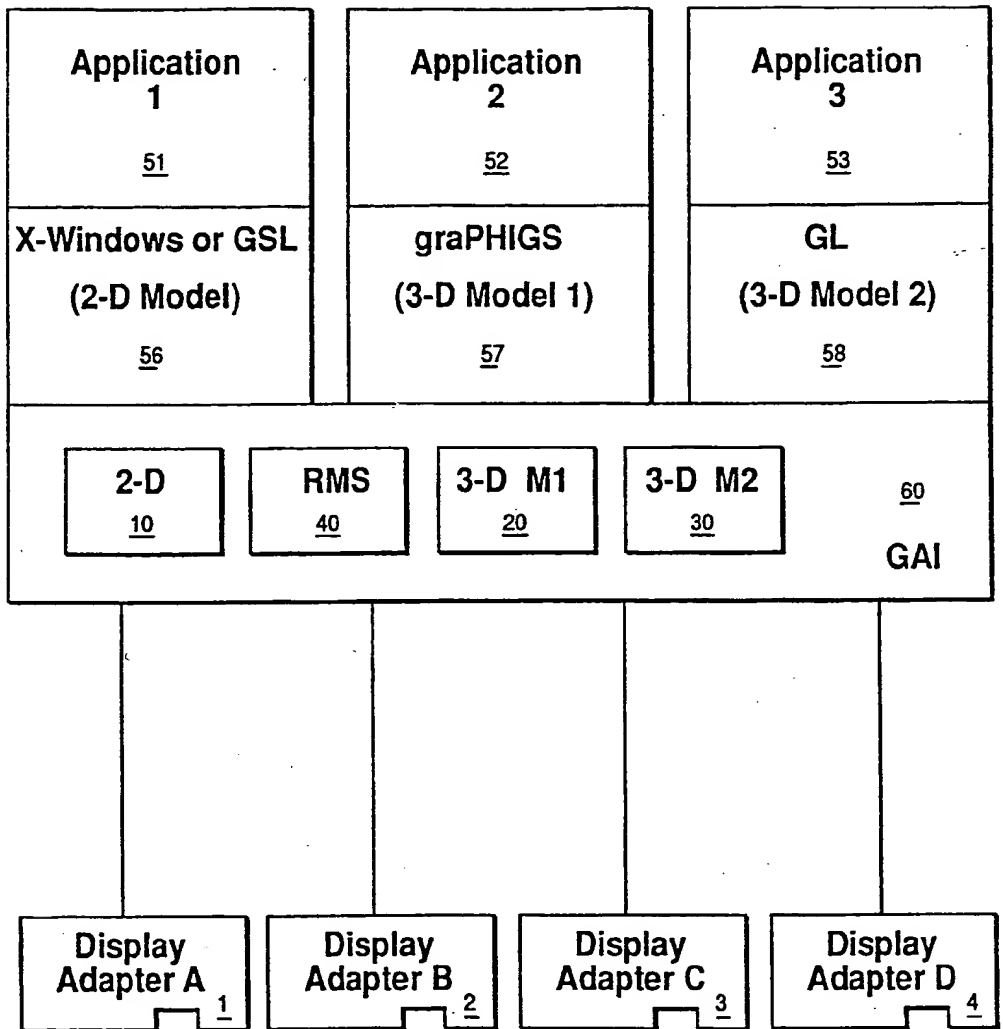 Application
1
51
Application
2
52
Application
3
53
X-Windows or GSL
(2-D Model)
56
graPHIGS
(3-D Model 1)
57
GL
(3-D Model 2)
58
2-D
10
RMS
40
3-D M1
20
3-D M2
30
60
GAI
Display
Adapter A
1
Display
Adapter B
2
Display
Adapter C
3
Display
Adapter D
4